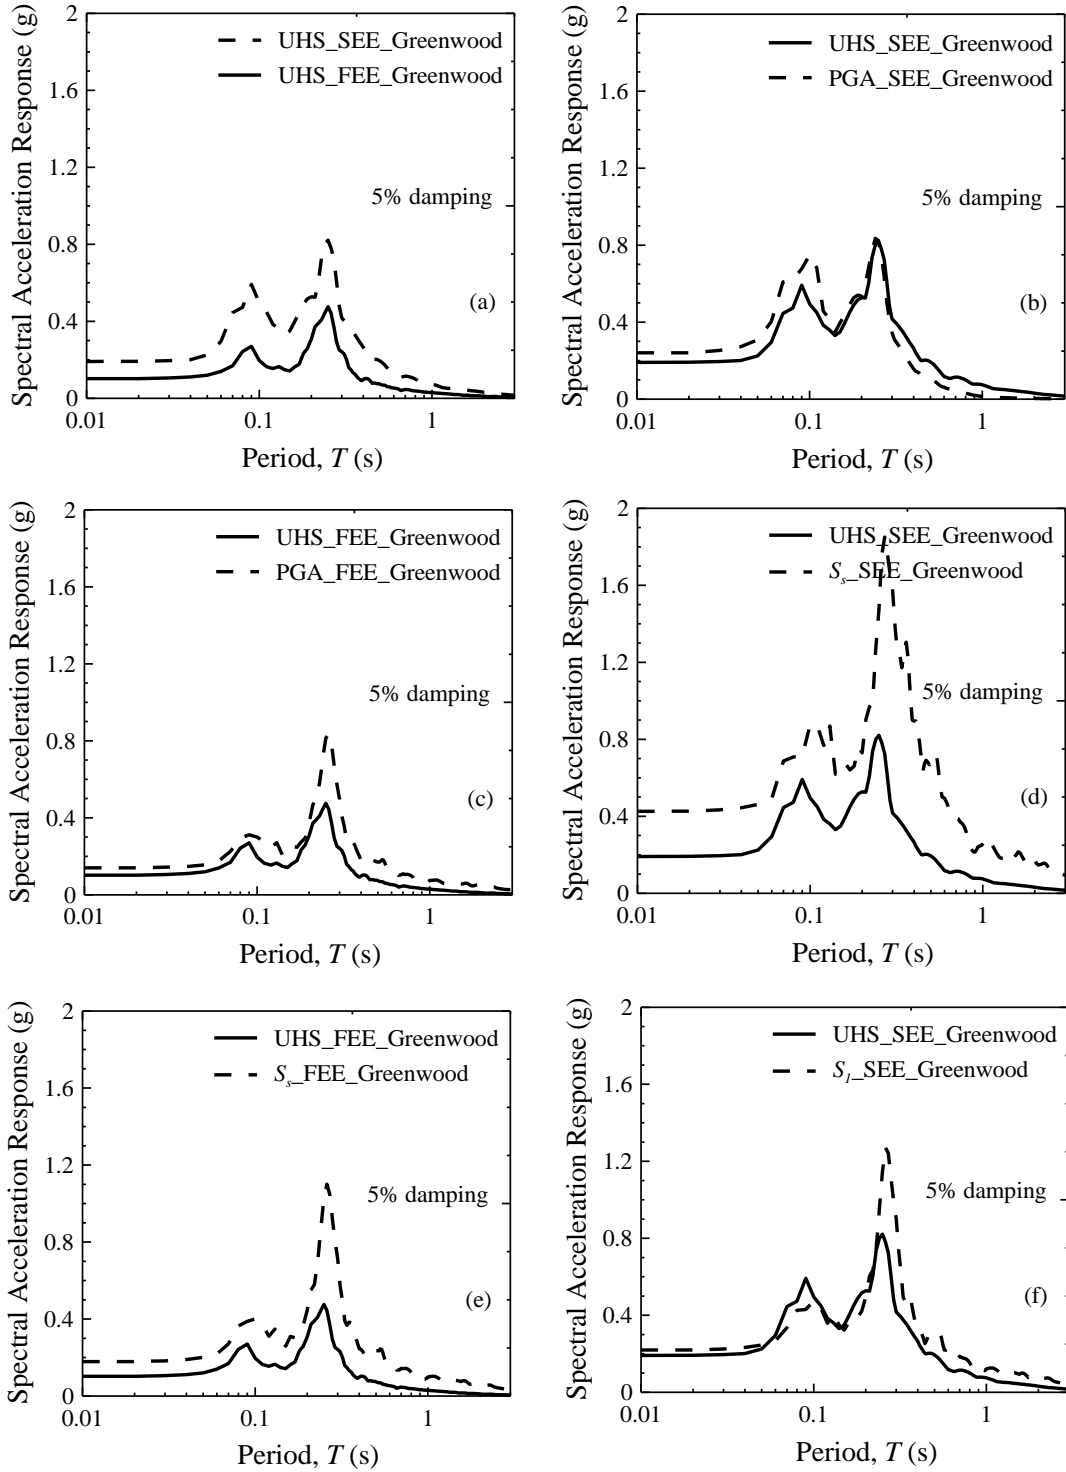 Spectral Acceleration Response (g)
2
1.6
1.2
0.8
0.4
0
UHS_SEE_Greenwood
UHS_FEE_Greenwood
5% damping
(a)
0.01
0.1
1
Period, T (s)
Spectral Acceleration Response (g)
2
1.6
1.2
0.8
0.4
0
UHS_SEE_Greenwood
PGA_SEE_Greenwood
5% damping
(b)
0.01
0.1
1
Period, T (s)
Spectral Acceleration Response (g)
2
1.6
1.2
0.8
0.4
0
UHS_FEE_Greenwood
PGA_FEE_Greenwood
5% damping
(c)
0.01
0.1
1
Period, T (s)
Spectral Acceleration Response (g)
2
1.6
1.2
0.8
0.4
0
UHS_SEE_Greenwood
Ss_SEE_Greenwood
5% damping
(d)
0.01
0.1
1
Period, T (s)
Spectral Acceleration Response (g)
2
1.6
1.2
0.8
0.4
0
UHS_FEE_Greenwood
Ss_FEE_Greenwood
5% damping
(e)
0.01
0.1
1
Period, T (s)
Spectral Acceleration Response (g)
2
1.6
1.2
0.8
0.4
0
UHS_SEE_Greenwood
S1_SEE_Greenwood
5% damping
(f)
0.01
0.1
1
Period, T (s)